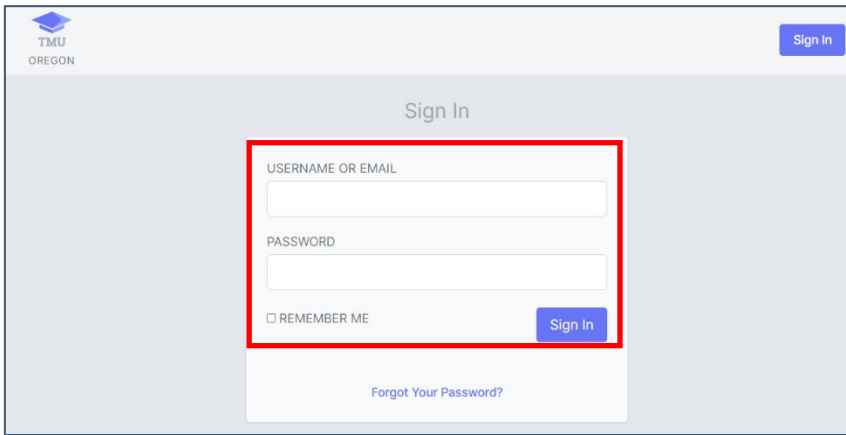 TMU
OREGON
Sign In
Sign In
USERNAME OR EMAIL
PASSWORD
REMEMBER ME
Sign In
Forgot Your Password?